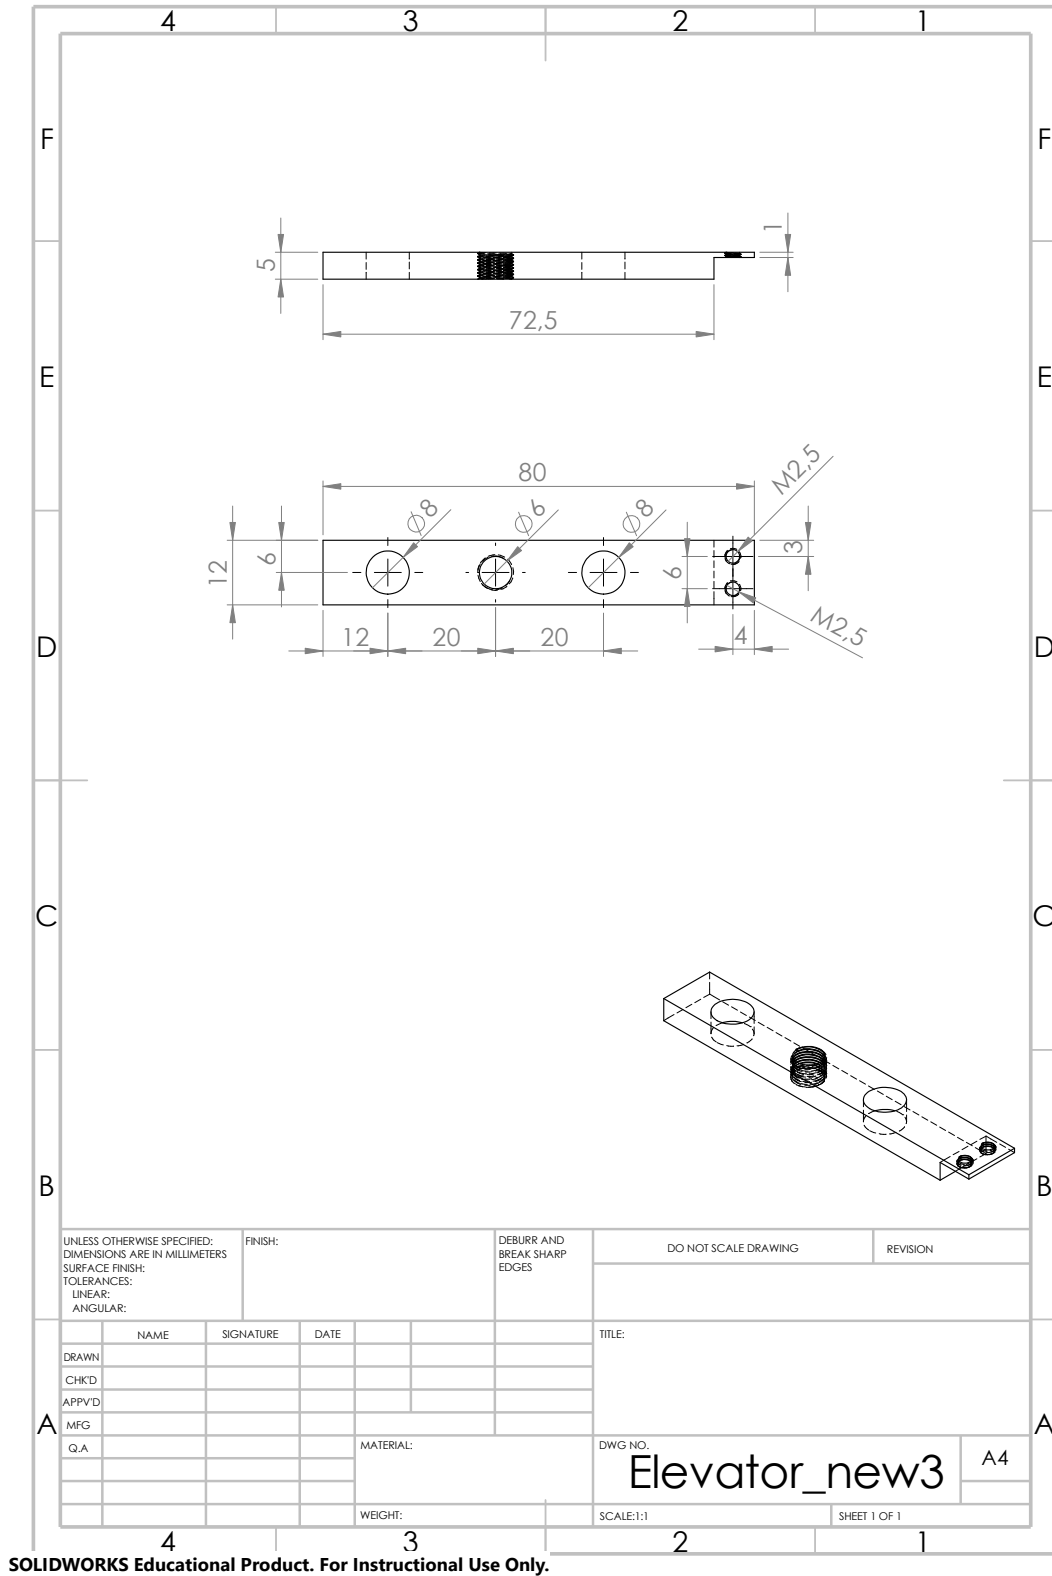 4 3 2 1
F F
1
5
72,5
E E
80 M2,5
⌀8 ⌀6 ⌀8
12 6 6 3
M2,5
12 20 20 4
D D
C C
B B
UNLESS OTHERWISE SPECIFIED:
DIMENSIONS ARE IN MILLIMETERS
SURFACE FINISH:
TOLERANCES:
LINEAR:
ANGULAR:
FINISH:
DEBURR AND
BREAK SHARP
EDGES
DO NOT SCALE DRAWING
REVISION
NAME SIGNATURE DATE
TITLE:
DRAWN
CHK'D
APPV'D
MFG
Q.A
A A
MATERIAL:
DWG NO.
Elevator_new3
A4
WEIGHT:
SCALE:1:1
SHEET 1 OF 1
4 3 2 1
SOLIDWORKS Educational Product. For Instructional Use Only.